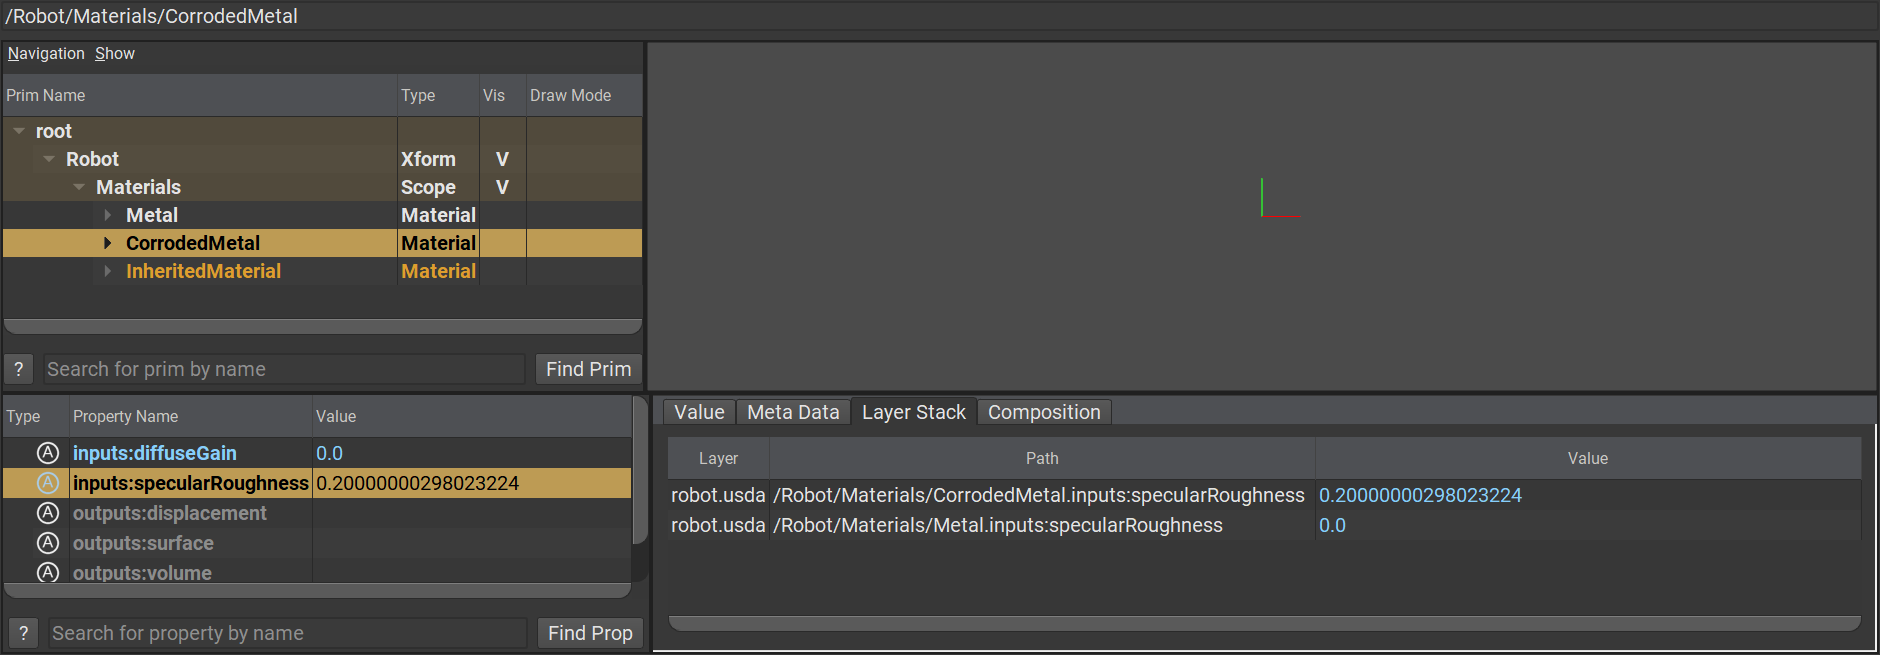 /Robot/Materials/CorrodedMetal
Navigation Show
Prim Name Type Vis Draw Mode
root
Robot Xform V
Materials Scope V
Metal Material
CorrodedMetal Material
InheritedMaterial Material
? Search for prim by name Find Prim
Type Property Name Value
A inputs:diffuseGain 0.0
A inputs:specularRoughness 0.20000000298023224
A outputs:displacement
A outputs:surface
A outputs:volume
? Search for property by name Find Prop
Value Meta Data Layer Stack Composition
Layer Path Value
robot.usda /Robot/Materials/CorrodedMetal.inputs:specularRoughness 0.20000000298023224
robot.usda /Robot/Materials/Metal.inputs:specularRoughness 0.0